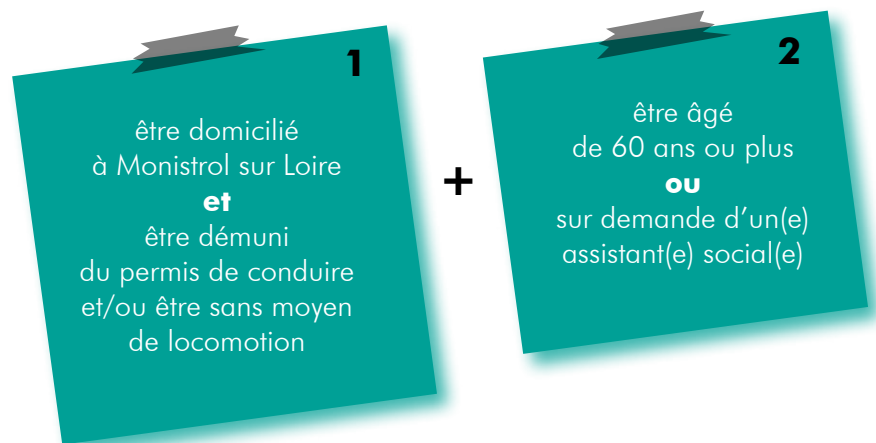 1
être domicilié
à Monistrol sur Loire
et
être démuni
du permis de conduire
et/ou être sans moyen
de locomotion
+
2
être âgé
de 60 ans ou plus
ou
sur demande d'un(e)
assistant(e) social(e)